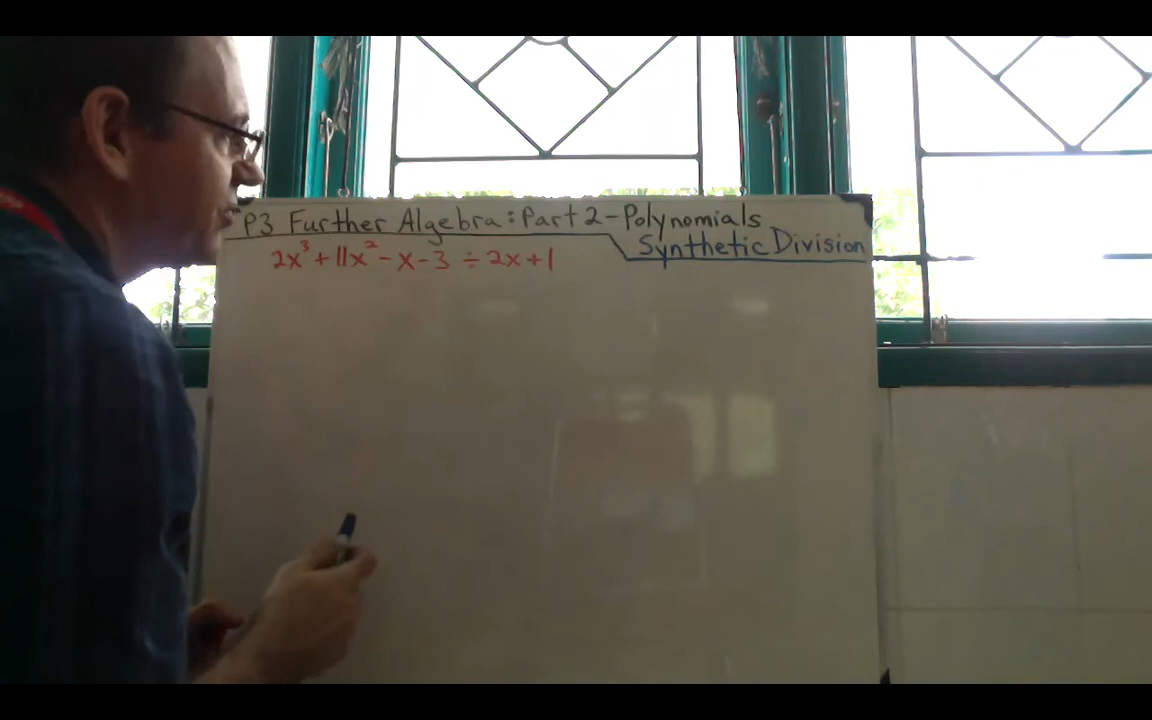 P3 Further Algebra: Part 2 - Polynomials
Synthetic Division
2x³ + 11x² - x - 3 ÷ 2x + 1